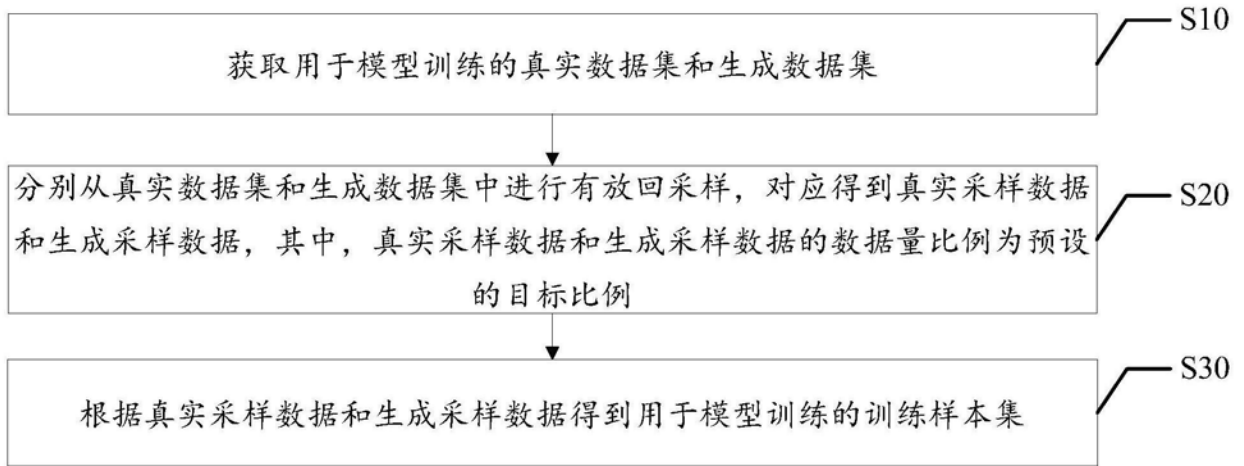 S10
获取用于模型训练的真实数据集和生成数据集
S20
分别从真实数据集和生成数据集中进行有放回采样，对应得到真实采样数据
和生成采样数据，其中，真实采样数据和生成采样数据的数据量比例为预设
的目标比例
S30
根据真实采样数据和生成采样数据得到用于模型训练的训练样本集